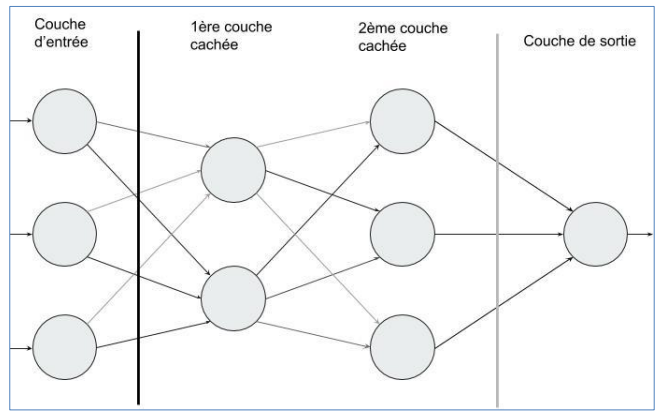 Couche
d'entrée
1ère couche
cachée
2ème couche
cachée
Couche de sortie